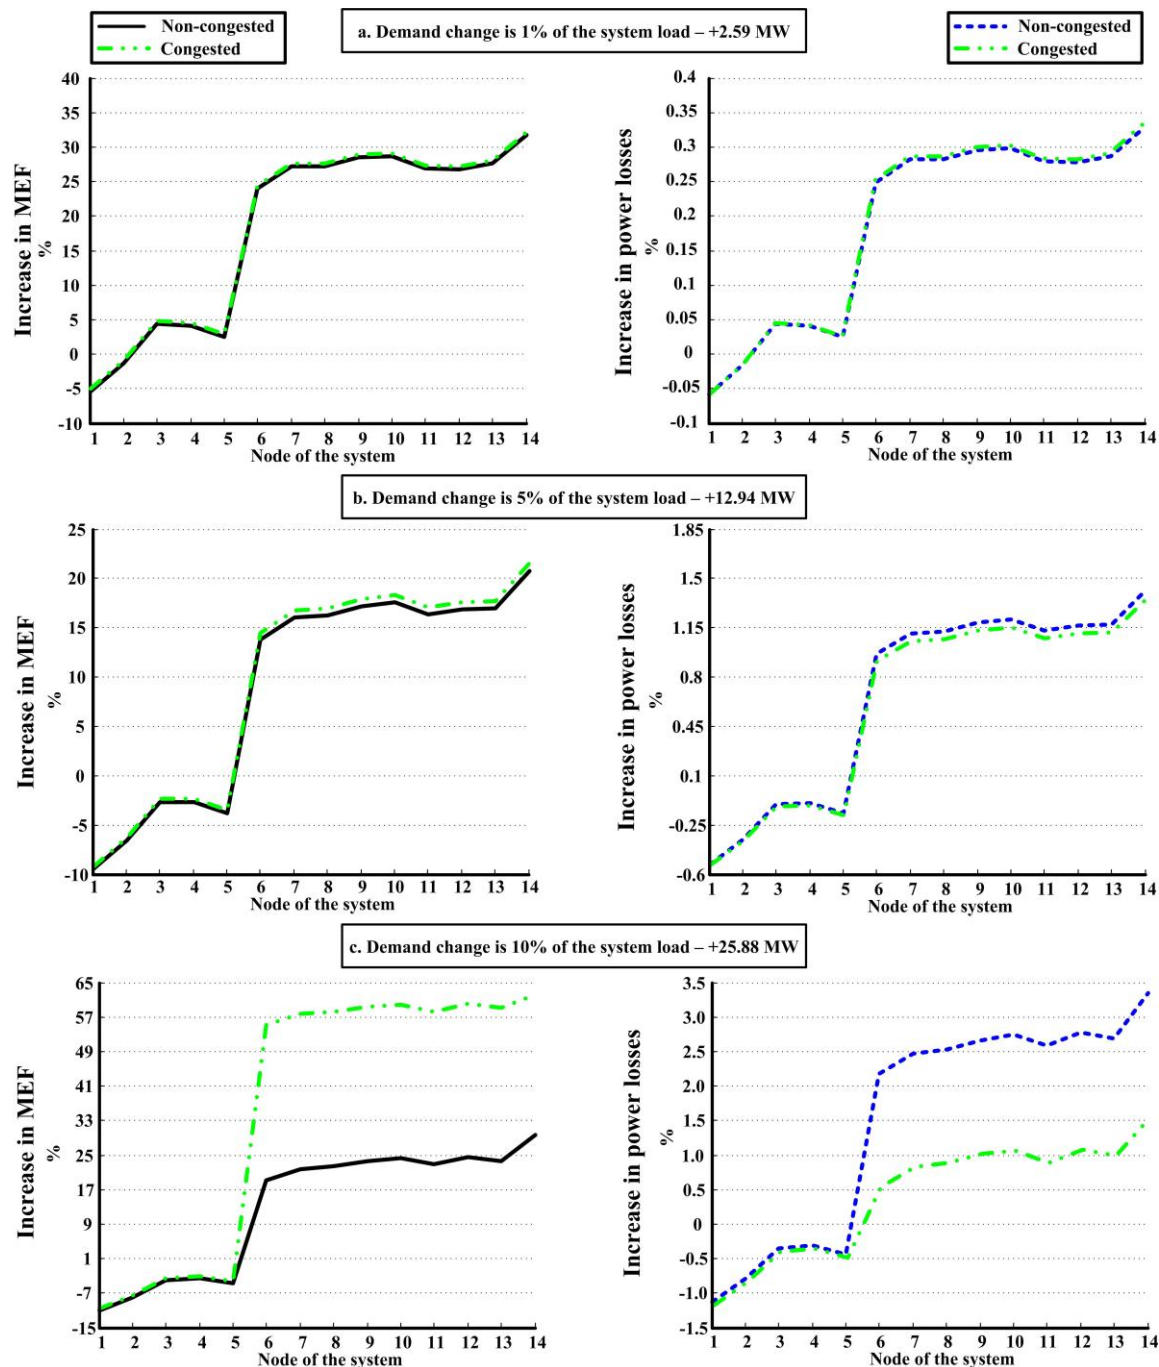 Non-congested
Congested
a. Demand change is 1% of the system load – +2.59 MW
Non-congested
Congested
Increase in MEF
%
40
35
30
25
20
15
10
5
0
-5
-10
1 2 3 4 5 6 7 8 9 10 11 12 13 14
Node of the system
Increase in power losses
%
0.4
0.35
0.3
0.25
0.2
0.15
0.1
0.05
0
-0.05
-0.1
1 2 3 4 5 6 7 8 9 10 11 12 13 14
Node of the system
b. Demand change is 5% of the system load – +12.94 MW
Increase in MEF
%
25
20
15
10
5
0
-5
-10
1 2 3 4 5 6 7 8 9 10 11 12 13 14
Node of the system
Increase in power losses
%
1.85
1.5
1.15
0.8
0.45
0.1
-0.25
-0.6
1 2 3 4 5 6 7 8 9 10 11 12 13 14
Node of the system
c. Demand change is 10% of the system load – +25.88 MW
Increase in MEF
%
65
57
49
41
33
25
17
9
1
-7
-15
1 2 3 4 5 6 7 8 9 10 11 12 13 14
Node of the system
Increase in power losses
%
3.5
3.0
2.5
2.0
1.5
1.0
0.5
0
-0.5
-1.0
-1.5
1 2 3 4 5 6 7 8 9 10 11 12 13 14
Node of the system